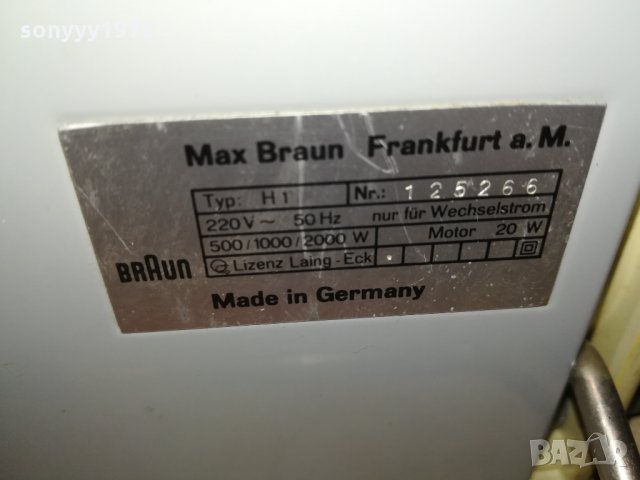 sonyyy1977
Max Braun Frankfurt a. M.
Typ: H 1 Nr.: 125266
220 V ~ 50 Hz nur für Wechselstrom
500/1000/2000 W Motor 20 W
BRAUN Lizenz Laing - Eck
Made in Germany
BAZAR